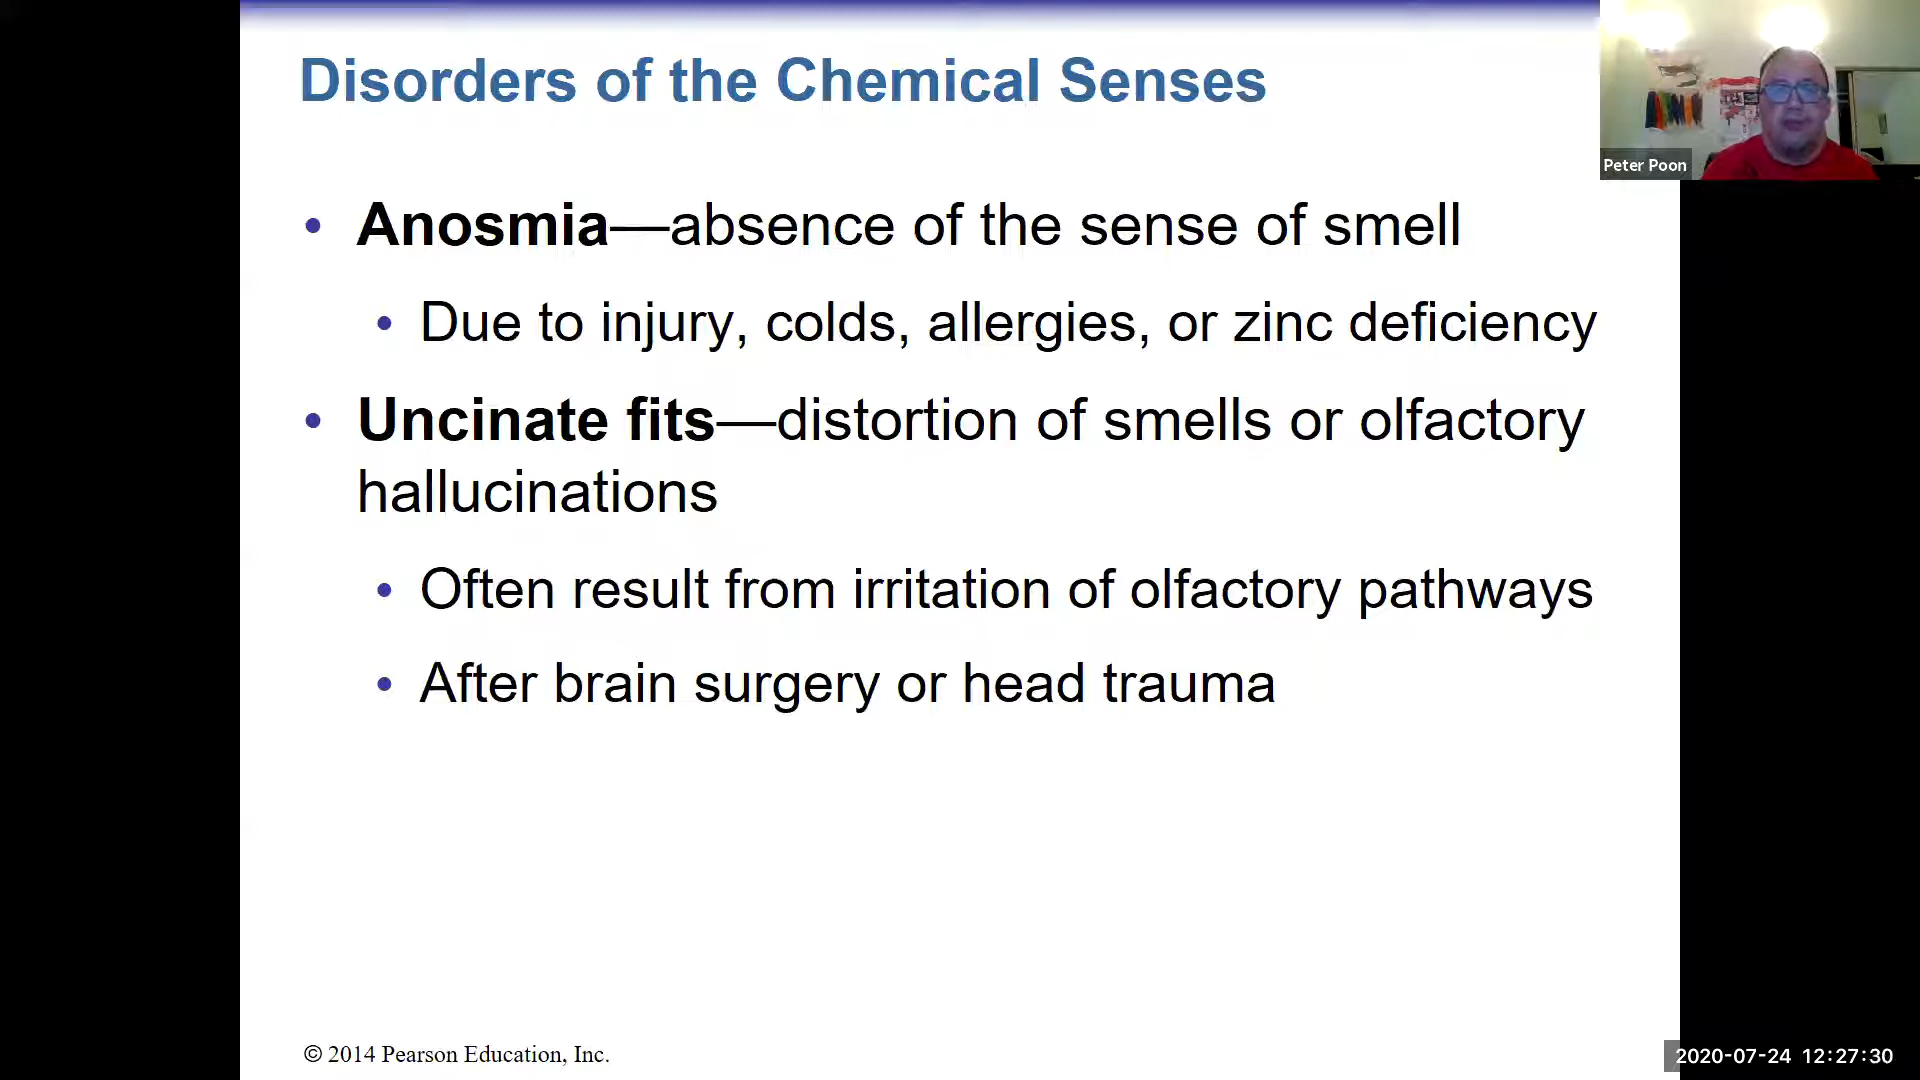 Disorders of the Chemical Senses
Peter Poon
• Anosmia—absence of the sense of smell
• Due to injury, colds, allergies, or zinc deficiency
• Uncinate fits—distortion of smells or olfactory
hallucinations
• Often result from irritation of olfactory pathways
• After brain surgery or head trauma
© 2014 Pearson Education, Inc.
2020-07-24 12:27:30